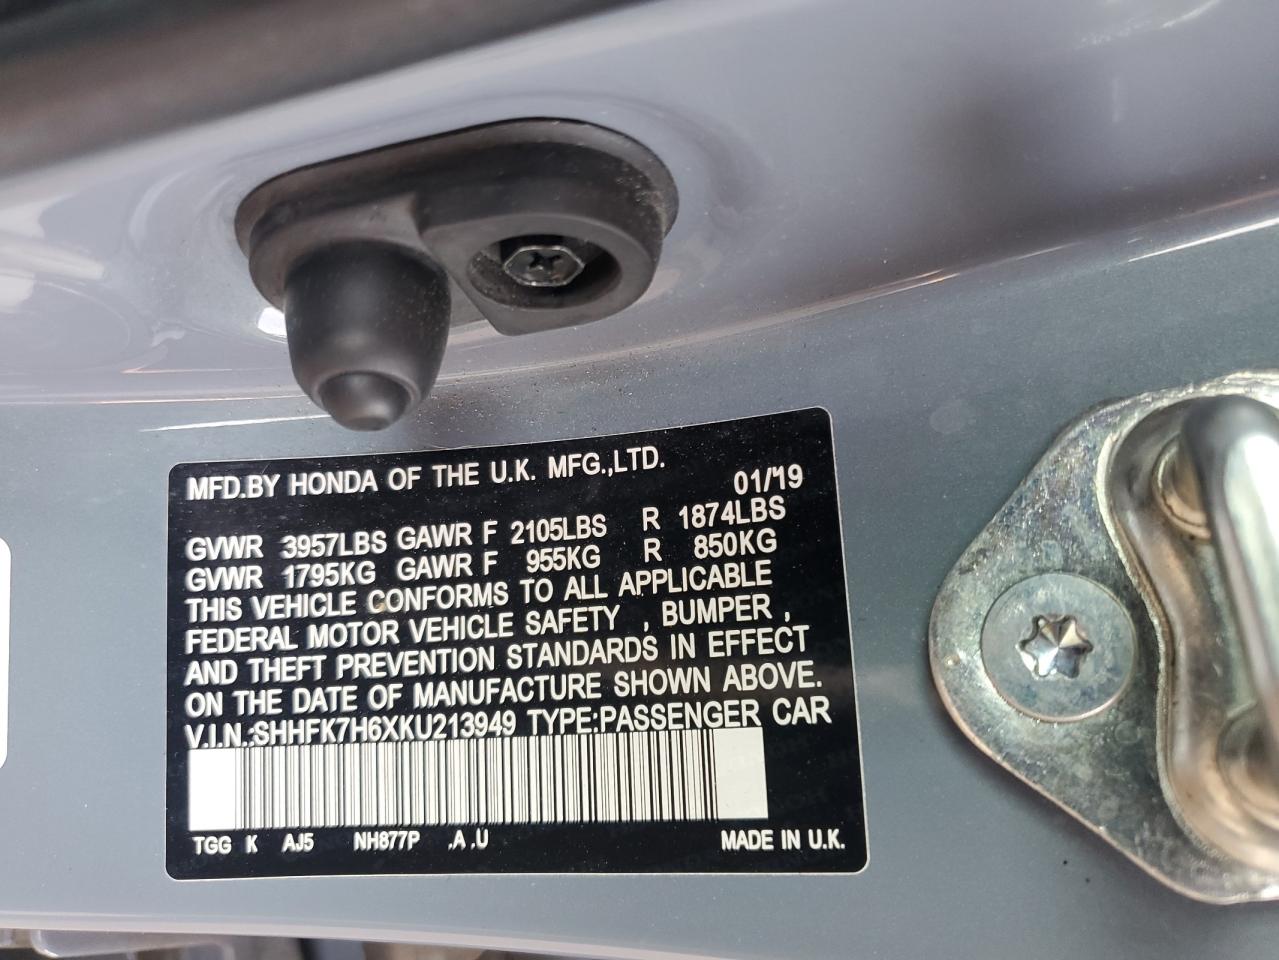 MFD.BY HONDA OF THE U.K. MFG.,LTD.
01/19
GVWR 3957LBS GAWR F 2105LBS R 1874LBS
GVWR 1795KG GAWR F 955KG R 850KG
THIS VEHICLE CONFORMS TO ALL APPLICABLE
FEDERAL MOTOR VEHICLE SAFETY , BUMPER ,
AND THEFT PREVENTION STANDARDS IN EFFECT
ON THE DATE OF MANUFACTURE SHOWN ABOVE.
V.I.N.:SHHFK7H6XKU213949 TYPE:PASSENGER CAR
TGG K AJ5 NH877P .A .U MADE IN U.K.